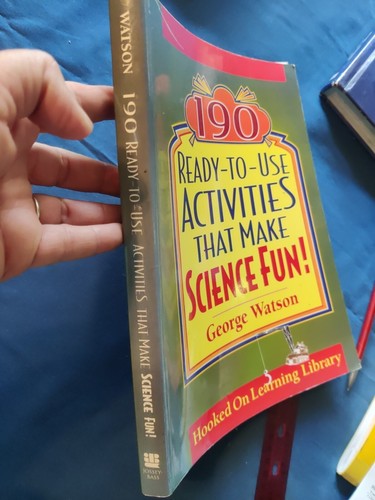 WATSON 190 READY-TO-USE ACTIVITIES THAT MAKE SCIENCE FUN!
JOSSEY-
BASS
190
READY-TO-USE
ACTIVITIES
THAT MAKE
SCIENCE FUN!
George Watson
Hooked On Learning Library